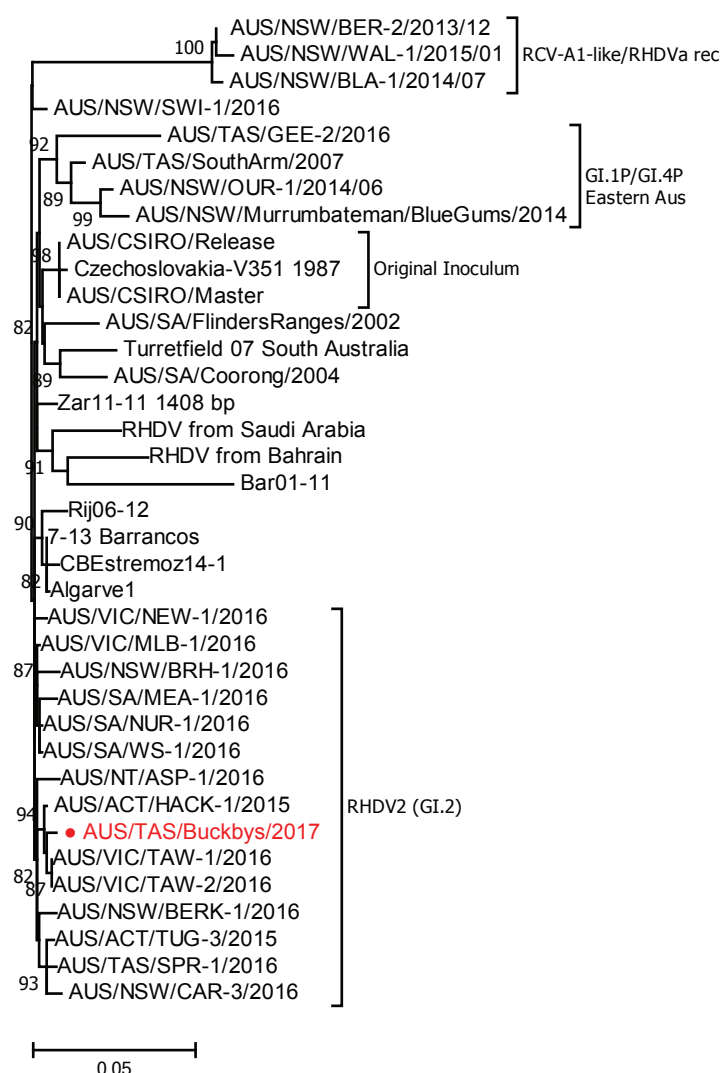 AUS/NSW/BER-2/2013/12
100
AUS/NSW/WAL-1/2015/01
RCV-A1-like/RHDVa rec
AUS/NSW/BLA-1/2014/07
AUS/NSW/SWI-1/2016
AUS/TAS/GEE-2/2016
92
AUS/TAS/SouthArm/2007
GI.1P/GI.4P
Eastern Aus
89
AUS/NSW/OUR-1/2014/06
99
AUS/NSW/Murrumbateman/BlueGums/2014
AUS/CSIRO/Release
98
Czechoslovakia-V351 1987
Original Inoculum
AUS/CSIRO/Master
82
AUS/SA/FlindersRanges/2002
Turretfield 07 South Australia
89
AUS/SA/Coorong/2004
Zar11-11 1408 bp
RHDV from Saudi Arabia
91
RHDV from Bahrain
Bar01-11
90
Rij06-12
7-13 Barrancos
CBEstremoz14-1
82
Algarve1
AUS/VIC/NEW-1/2016
AUS/VIC/MLB-1/2016
87
AUS/NSW/BRH-1/2016
AUS/SA/MEA-1/2016
AUS/SA/NUR-1/2016
AUS/SA/WS-1/2016
AUS/NT/ASP-1/2016
94
AUS/ACT/HACK-1/2015
RHDV2 (GI.2)
AUS/TAS/Buckbys/2017
AUS/VIC/TAW-1/2016
82
87
AUS/VIC/TAW-2/2016
AUS/NSW/BERK-1/2016
AUS/ACT/TUG-3/2015
AUS/TAS/SPR-1/2016
93
AUS/NSW/CAR-3/2016
0.05